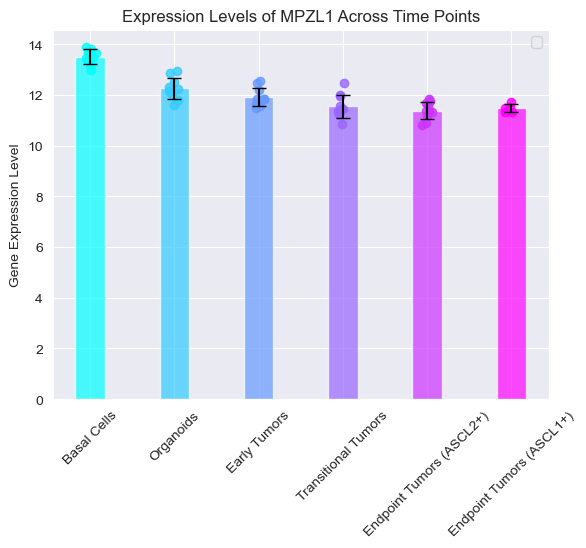 Expression Levels of MPZL1 Across Time Points
Gene Expression Level
14
12
10
8
6
4
2
0
Basal Cells
Organoids
Early Tumors
Transitional Tumors
Endpoint Tumors (ASCL2+)
Endpoint Tumors (ASCL1+)